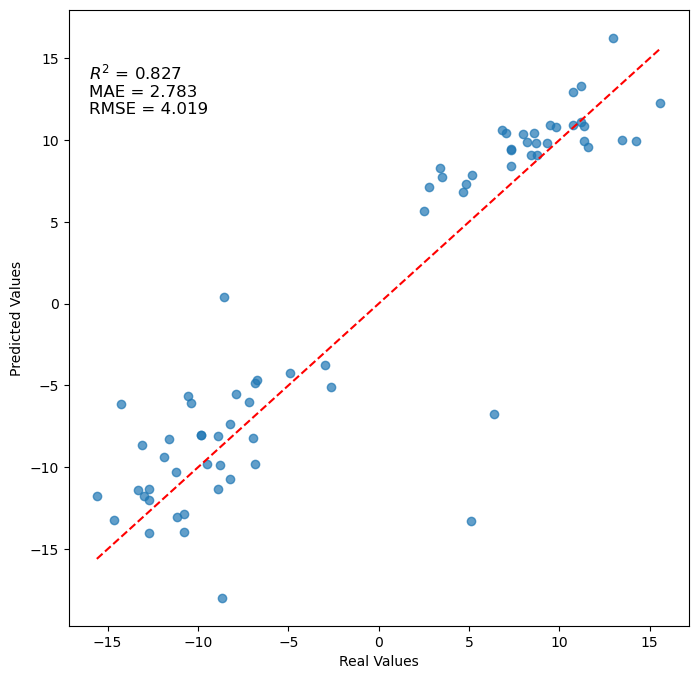 R² = 0.827
MAE = 2.783
RMSE = 4.019
15
10
5
0
−5
−10
−15
Predicted Values
−15 −10 −5 0 5 10 15
Real Values